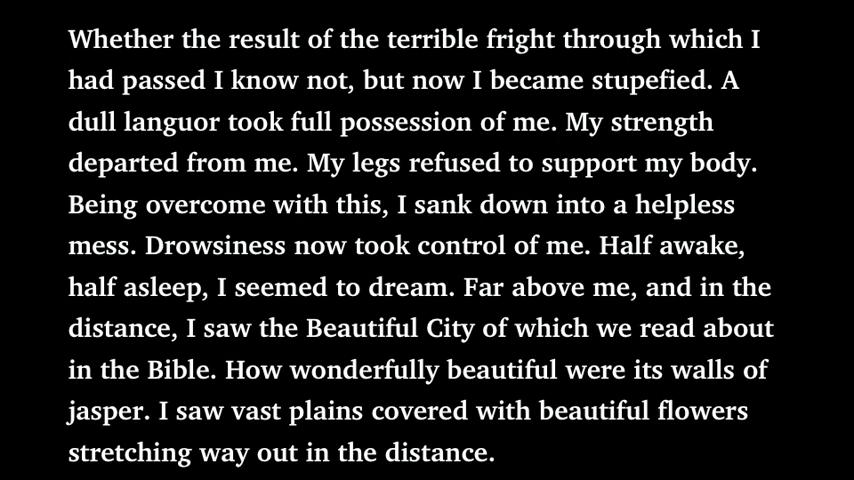 Whether the result of the terrible fright through which I
had passed I know not, but now I became stupefied. A
dull languor took full possession of me. My strength
departed from me. My legs refused to support my body.
Being overcome with this, I sank down into a helpless
mess. Drowsiness now took control of me. Half awake,
half asleep, I seemed to dream. Far above me, and in the
distance, I saw the Beautiful City of which we read about
in the Bible. How wonderfully beautiful were its walls of
jasper. I saw vast plains covered with beautiful flowers
stretching way out in the distance.